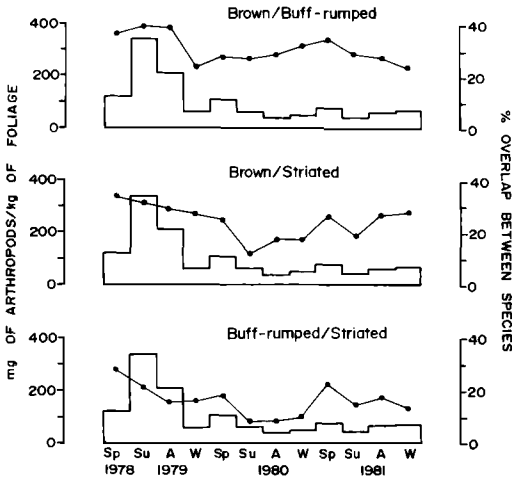 Brown/Buff-rumped
400
200
0
40
20
0
Brown/Striated
400
200
0
40
20
0
Buff-rumped/Striated
400
200
0
40
20
0
mg OF ARTHROPODS/kg OF FOLIAGE
% OVERLAP BETWEEN SPECIES
Sp Su A W Sp Su A W Sp Su A W
1978 1979 1980 1981